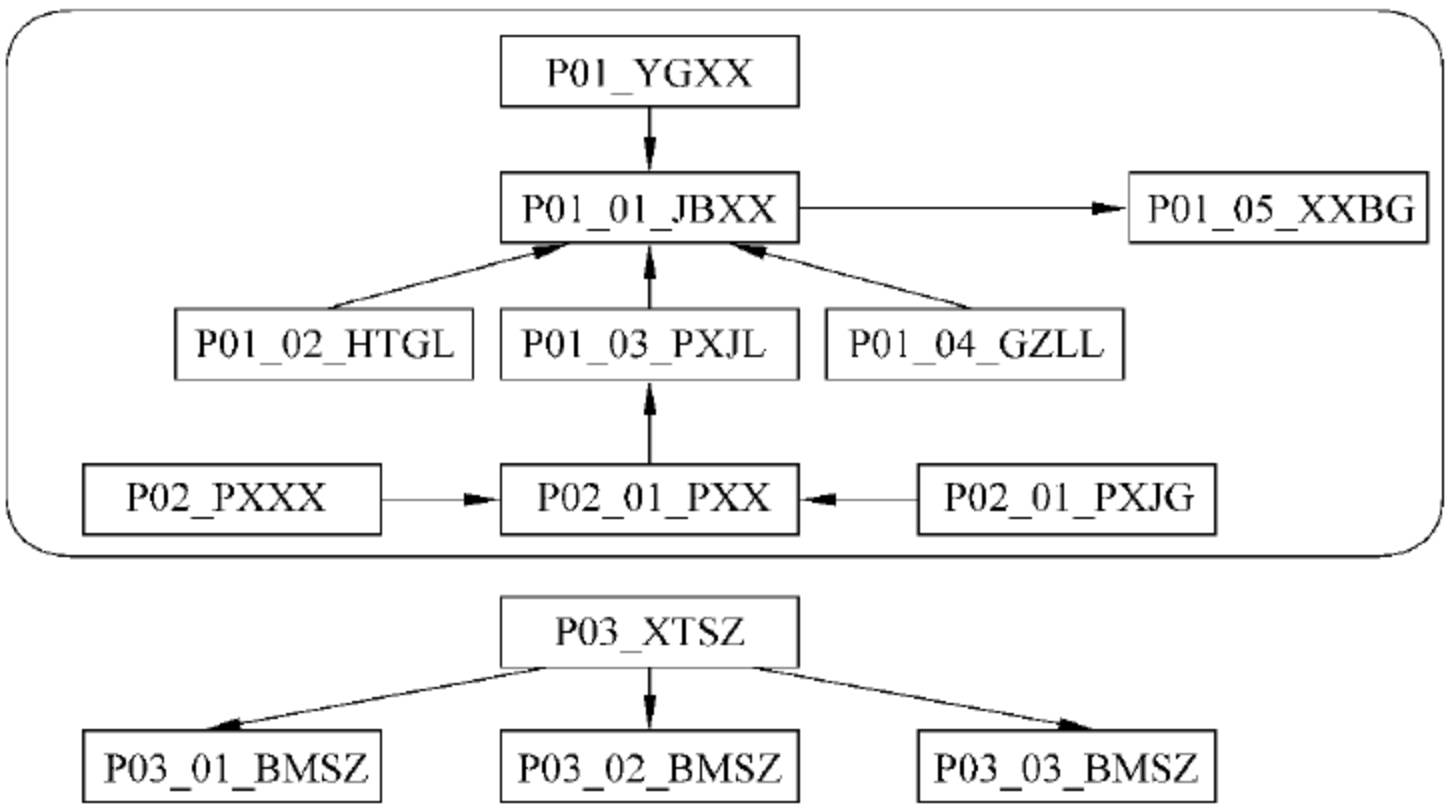 P01_YGXX
P01_01_JBXX
P01_05_XXBG
P01_02_HTGL
P01_03_PXJL
P01_04_GZLL
P02_PXXX
P02_01_PXX
P02_01_PXJG
P03_XTSZ
P03_01_BMSZ
P03_02_BMSZ
P03_03_BMSZ